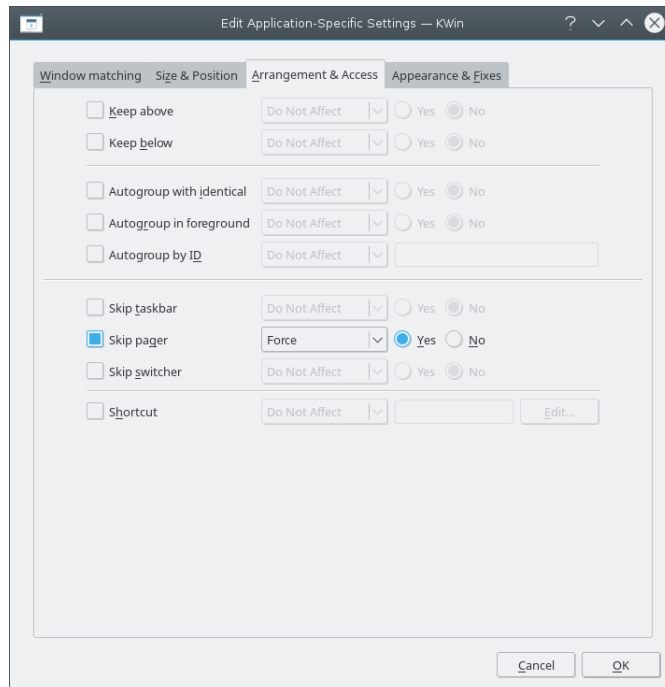 Edit Application-Specific Settings — KWin
Window matching Size & Position Arrangement & Access Appearance & Fixes
Keep above Do Not Affect Yes No
Keep below Do Not Affect Yes No
Autogroup with identical Do Not Affect Yes No
Autogroup in foreground Do Not Affect Yes No
Autogroup by ID Do Not Affect
Skip taskbar Do Not Affect Yes No
Skip pager Force Yes No
Skip switcher Do Not Affect Yes No
Shortcut Do Not Affect Edit...
Cancel OK